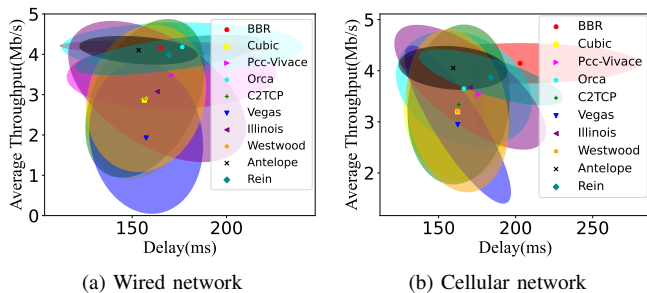 Average Throughput(Mb/s)
5
4
3
2
1
0
150
200
Delay(ms)
BBR
Cubic
Pcc-Vivace
Orca
C2TCP
Vegas
Illinois
Westwood
Antelope
Rein
(a) Wired network
Average Throughput(Mb/s)
5
4
3
2
150
200
250
Delay(ms)
BBR
Cubic
Pcc-Vivace
Orca
C2TCP
Vegas
Illinois
Westwood
Antelope
Rein
(b) Cellular network